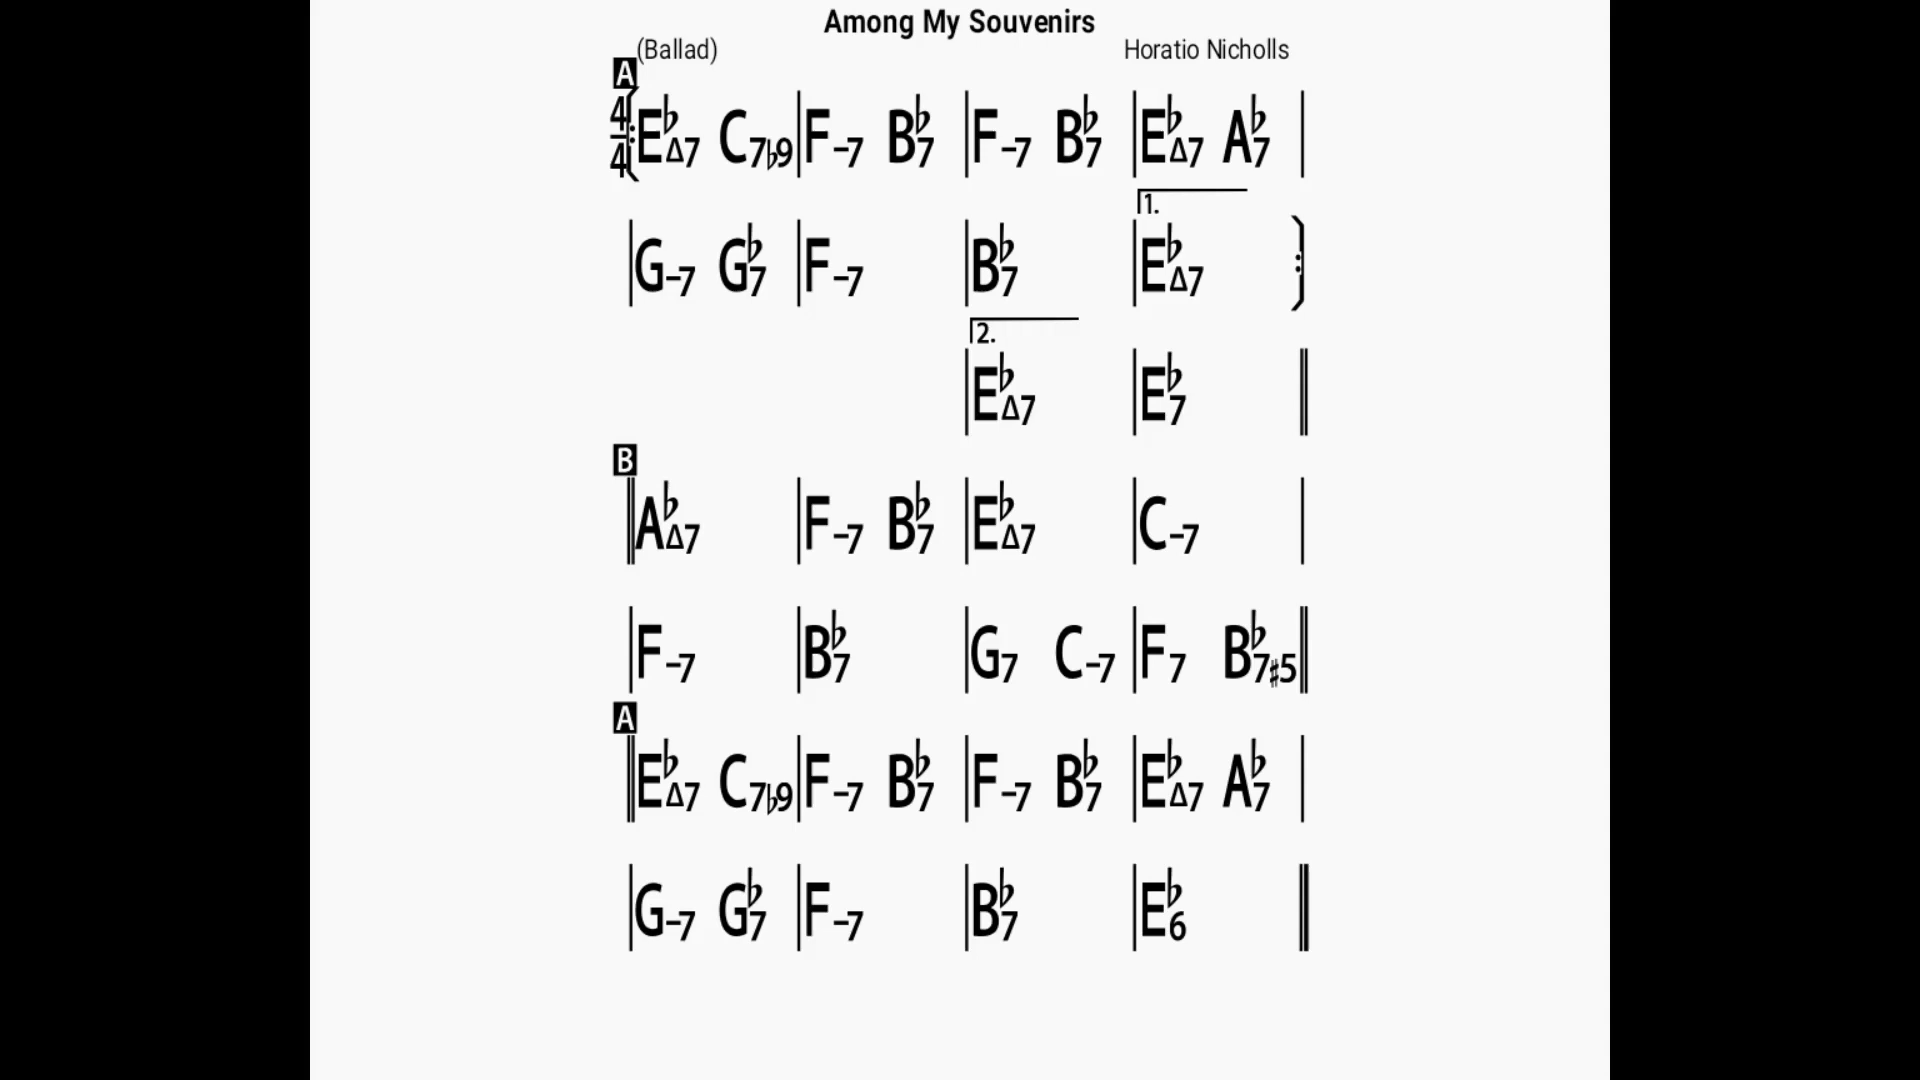 Among My Souvenirs
(Ballad) Horatio Nicholls
A
4/4 E♭Δ7 C7♭9 F–7 B♭7 F–7 B♭7 E♭Δ7 A♭7
1.
G–7 G♭7 F–7 B♭7 E♭Δ7
2.
E♭Δ7 E♭7
B
A♭Δ7 F–7 B♭7 E♭Δ7 C–7
F–7 B♭7 G7 C–7 F7 B♭7♯5
A
E♭Δ7 C7♭9 F–7 B♭7 F–7 B♭7 E♭Δ7 A♭7
G–7 G♭7 F–7 B♭7 E♭6